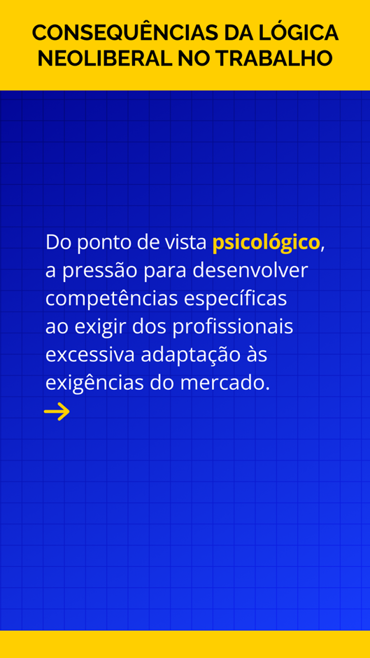 CONSEQUÊNCIAS DA LÓGICA
NEOLIBERAL NO TRABALHO
Do ponto de vista psicológico,
a pressão para desenvolver
competências específicas
ao exigir dos profissionais
excessiva adaptação às
exigências do mercado.